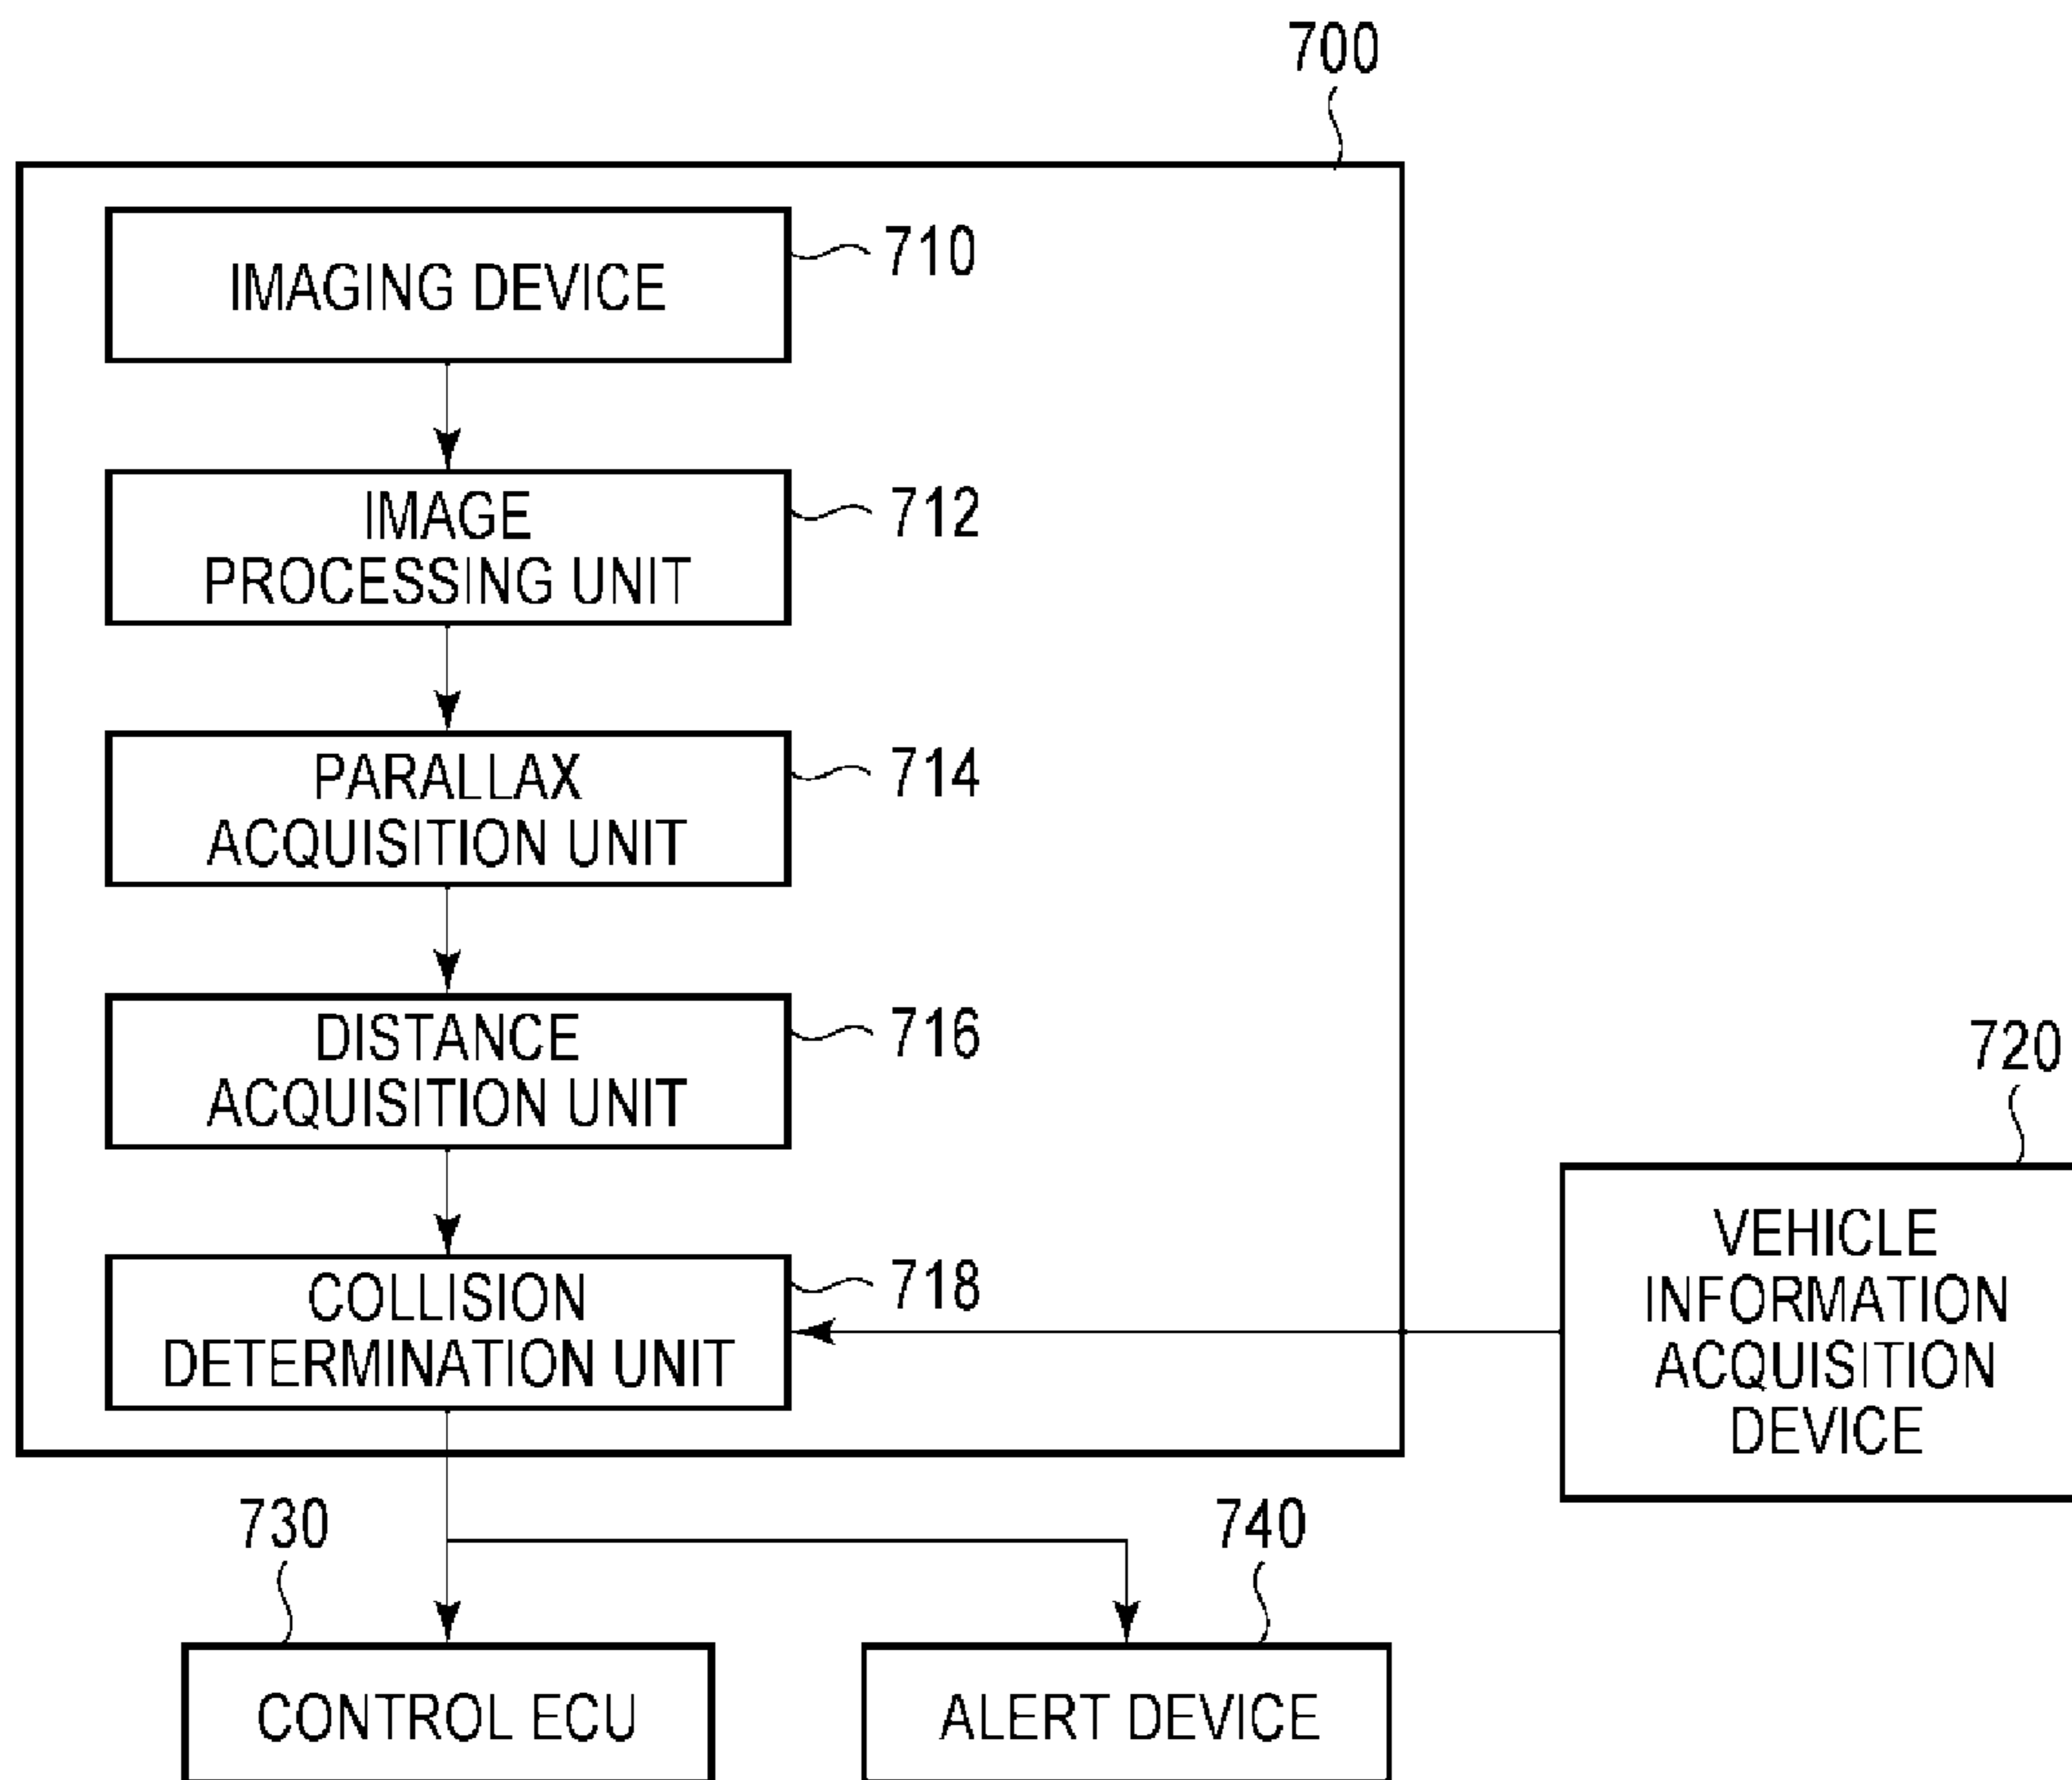 700
IMAGING DEVICE
710
IMAGE
PROCESSING UNIT
712
PARALLAX
ACQUISITION UNIT
714
DISTANCE
ACQUISITION UNIT
716
COLLISION
DETERMINATION UNIT
718
720
VEHICLE
INFORMATION
ACQUISITION
DEVICE
730
CONTROL ECU
740
ALERT DEVICE